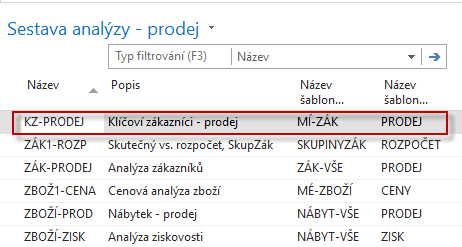 Sestava analýzy - prodej
Typ filtrování (F3) Název
Název Popis Název šablon... Název šablon...
KZ-PRODEJ Klíčoví zákazníci - prodej MÍ-ZÁK PRODEJ
ZÁK1-ROZP Skutečný vs. rozpočet, SkupZák SKUPINYZÁK ROZPOČET
ZÁK-PRODEJ Analýza zákazníků ZÁK-VŠE PRODEJ
ZBOŽ1-CENA Cenová analýza zboží MÉ-ZBOŽÍ CENY
ZBOŽÍ-PROD Nábytek - prodej NÁBYT-VŠE PRODEJ
ZBOŽÍ-ZISK Analýza ziskovosti NÁBYT-VŠE ZISK